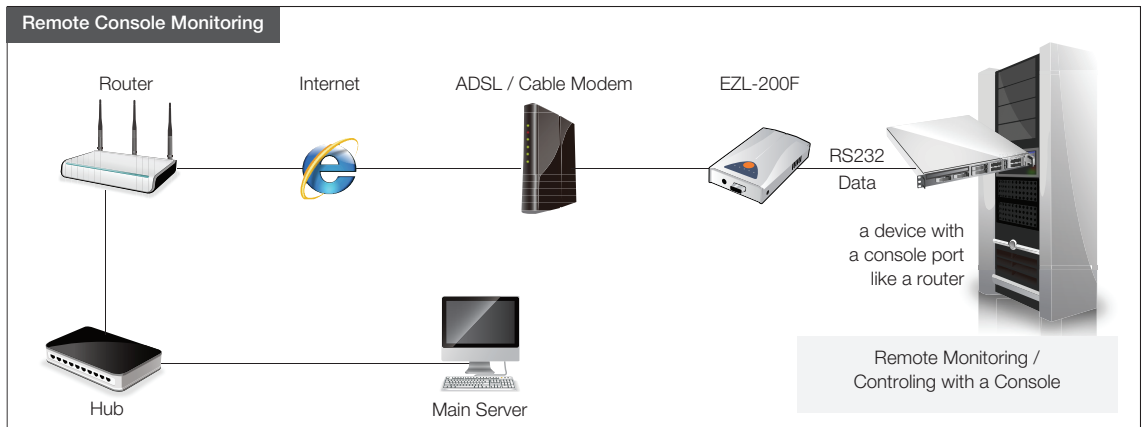 Remote Console Monitoring
Router
Internet
ADSL / Cable Modem
EZL-200F
RS232
Data
a device with
a console port
like a router
Hub
Main Server
Remote Monitoring /
Controling with a Console